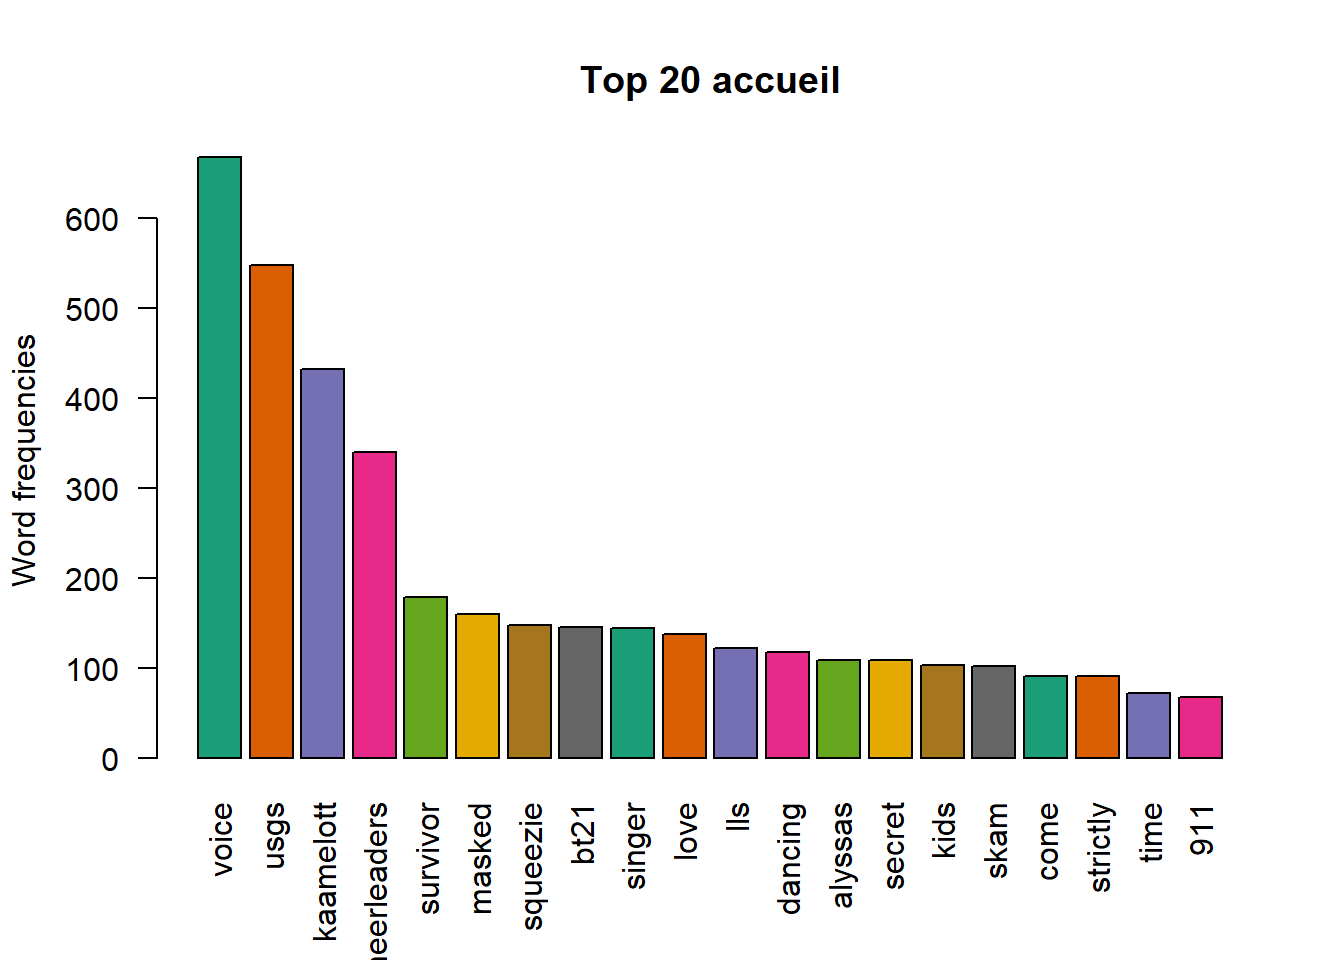 Top 20 accueil
Word frequencies
600
500
400
300
200
100
0
voice
usgs
kaamelott
heerleaders
survivor
masked
squeezie
bt21
singer
love
lls
dancing
alyssas
secret
kids
skam
come
strictly
time
911